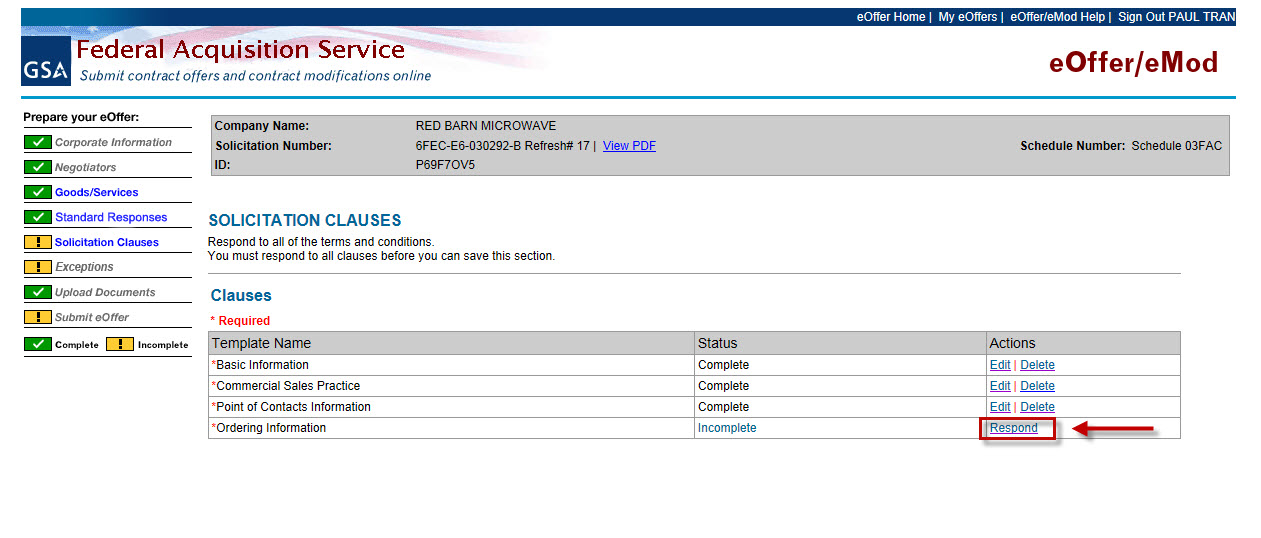 eOffer Home | My eOffers | eOffer/eMod Help | Sign Out PAUL TRAN
GSA
Federal Acquisition Service
Submit contract offers and contract modifications online
eOffer/eMod
Prepare your eOffer:
Corporate Information
Negotiators
Goods/Services
Standard Responses
! Solicitation Clauses
! Exceptions
Upload Documents
! Submit eOffer
Complete ! Incomplete
Company Name: RED BARN MICROWAVE
Solicitation Number: 6FEC-E6-030292-B Refresh# 17 | View PDF Schedule Number: Schedule 03FAC
ID: P69F7OV5
SOLICITATION CLAUSES
Respond to all of the terms and conditions.
You must respond to all clauses before you can save this section.
Clauses
* Required
Template Name Status Actions
*Basic Information Complete Edit | Delete
*Commercial Sales Practice Complete Edit | Delete
*Point of Contacts Information Complete Edit | Delete
*Ordering Information Incomplete Respond